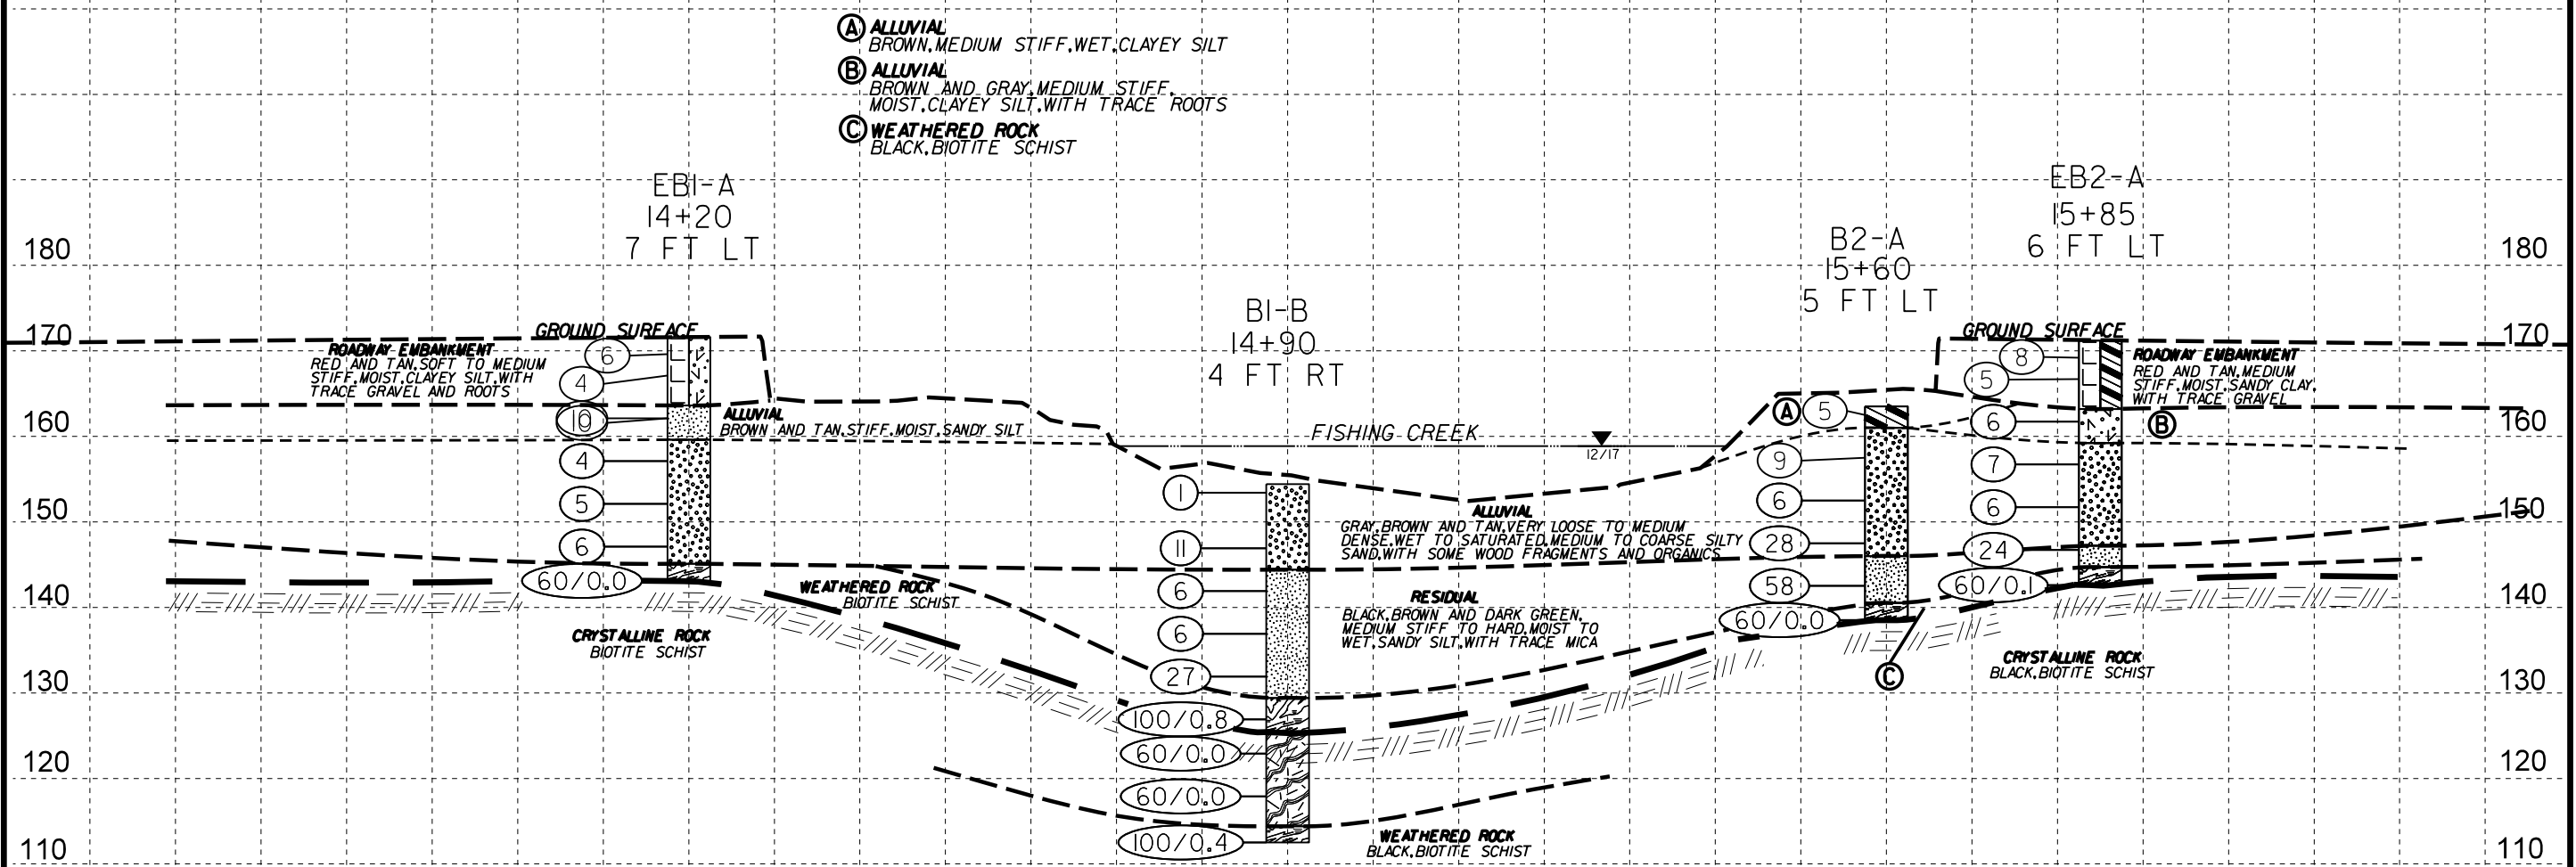 Ⓐ ALLUVIAL
BROWN,MEDIUM STIFF,WET,CLAYEY SILT
Ⓑ ALLUVIAL
BROWN AND GRAY,MEDIUM STIFF,
MOIST,CLAYEY SILT,WITH TRACE ROOTS
Ⓒ WEATHERED ROCK
BLACK,BIOTITE SCHIST
EB1-A
14+20
7 FT LT
B1-B
14+90
4 FT RT
B2-A
15+60
5 FT LT
EB2-A
15+85
6 FT LT
180
170
160
150
140
130
120
110
GROUND SURFACE
ROADWAY EMBANKMENT
RED AND TAN,SOFT TO MEDIUM
STIFF,MOIST,CLAYEY SILT,WITH
TRACE GRAVEL AND ROOTS
6
4
10
4
5
6
60/0.0
ALLUVIAL
BROWN AND TAN,STIFF,MOIST,SANDY SILT
WEATHERED ROCK
BIOTITE SCHIST
CRYSTALLINE ROCK
BIOTITE SCHIST
FISHING CREEK
12/17
1
11
6
6
27
100/0.8
60/0.0
60/0.0
100/0.4
ALLUVIAL
GRAY,BROWN AND TAN,VERY LOOSE TO MEDIUM
DENSE,WET TO SATURATED,MEDIUM TO COARSE SILTY
SAND,WITH SOME WOOD FRAGMENTS AND ORGANICS
RESIDUAL
BLACK,BROWN AND DARK GREEN,
MEDIUM STIFF TO HARD,MOIST TO
WET,SANDY SILT,WITH TRACE MICA
WEATHERED ROCK
BLACK,BIOTITE SCHIST
Ⓐ
5
9
6
28
58
60/0.0
Ⓒ
GROUND SURFACE
8
5
6
7
6
24
60/0.1
ROADWAY EMBANKMENT
RED AND TAN,MEDIUM
STIFF,MOIST,SANDY CLAY,
WITH TRACE GRAVEL
Ⓑ
CRYSTALLINE ROCK
BLACK,BIOTITE SCHIST
180
170
160
150
140
130
120
110